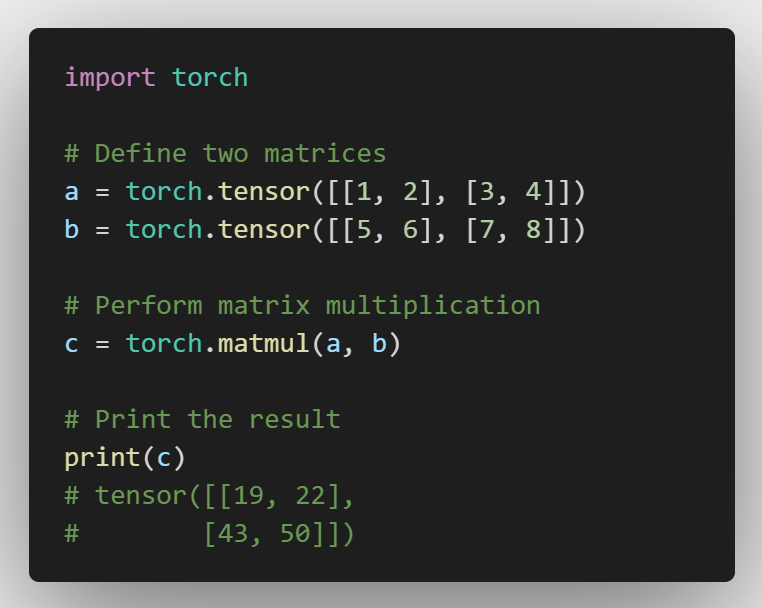 import torch

# Define two matrices
a = torch.tensor([[1, 2], [3, 4]])
b = torch.tensor([[5, 6], [7, 8]])

# Perform matrix multiplication
c = torch.matmul(a, b)

# Print the result
print(c)
# tensor([[19, 22],
#        [43, 50]])